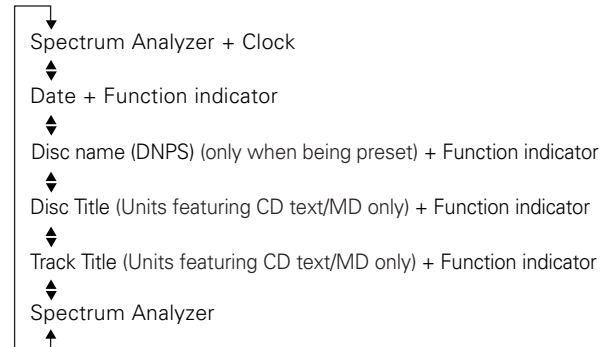 Spectrum Analyzer + Clock
Date + Function indicator
Disc name (DNPS) (only when being preset) + Function indicator
Disc Title (Units featuring CD text/MD only) + Function indicator
Track Title (Units featuring CD text/MD only) + Function indicator
Spectrum Analyzer